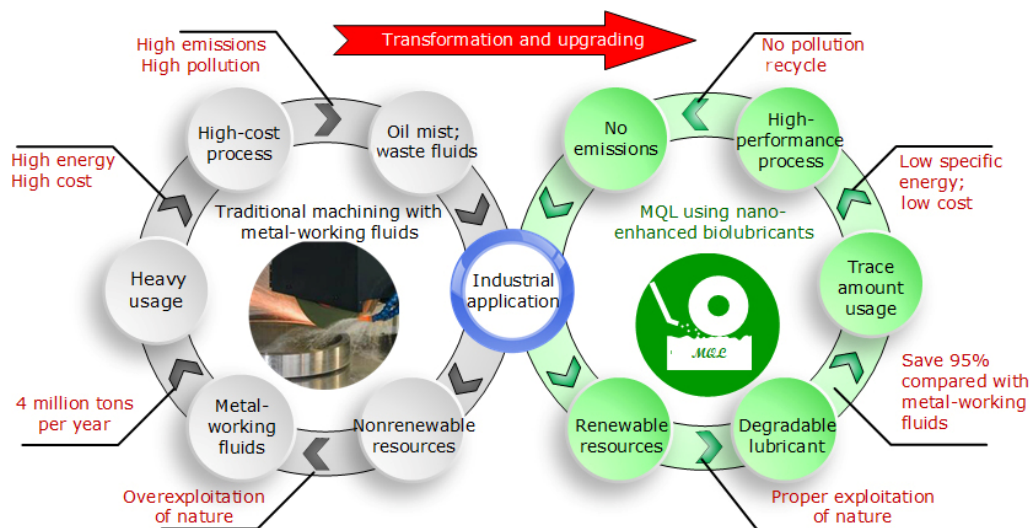 Transformation and upgrading
High emissions
High pollution
No pollution
recycle
High-cost
process
Oil mist;
waste fluids
No
emissions
High-
performance
process
High energy
High cost
Low specific
energy;
low cost
Traditional machining with
metal-working fluids
MQL using nano-
enhanced biolubricants
Heavy
usage
Industrial
application
Trace
amount
usage
MQL
4 million tons
per year
Save 95%
compared with
metal-working
fluids
Metal-
working
fluids
Nonrenewable
resources
Renewable
resources
Degradable
lubricant
Overexploitation
of nature
Proper exploitation
of nature